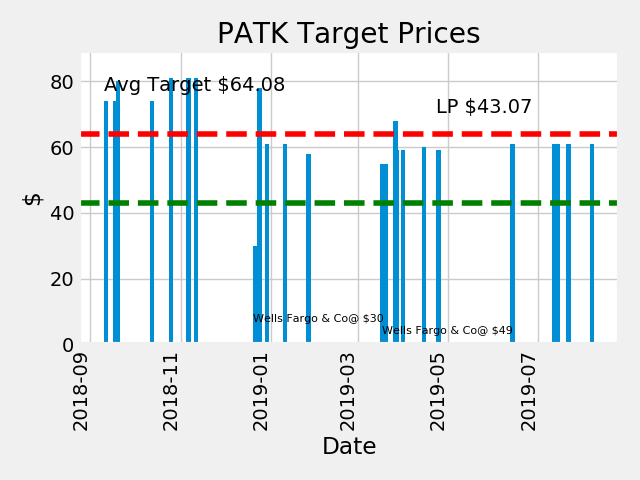 PATK Target Prices
Avg Target $64.08
LP $43.07
Wells Fargo & Co@ $30
Wells Fargo & Co@ $49
$
80
60
40
20
0
2018-09
2018-11
2019-01
2019-03
2019-05
2019-07
Date